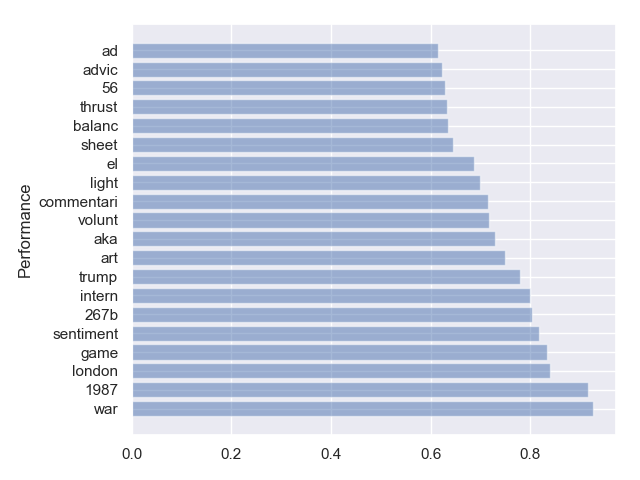 ad
advic
56
thrust
balanc
sheet
el
light
commentari
volunt
aka
art
trump
intern
267b
sentiment
game
london
1987
war
Performance
0.0 0.2 0.4 0.6 0.8